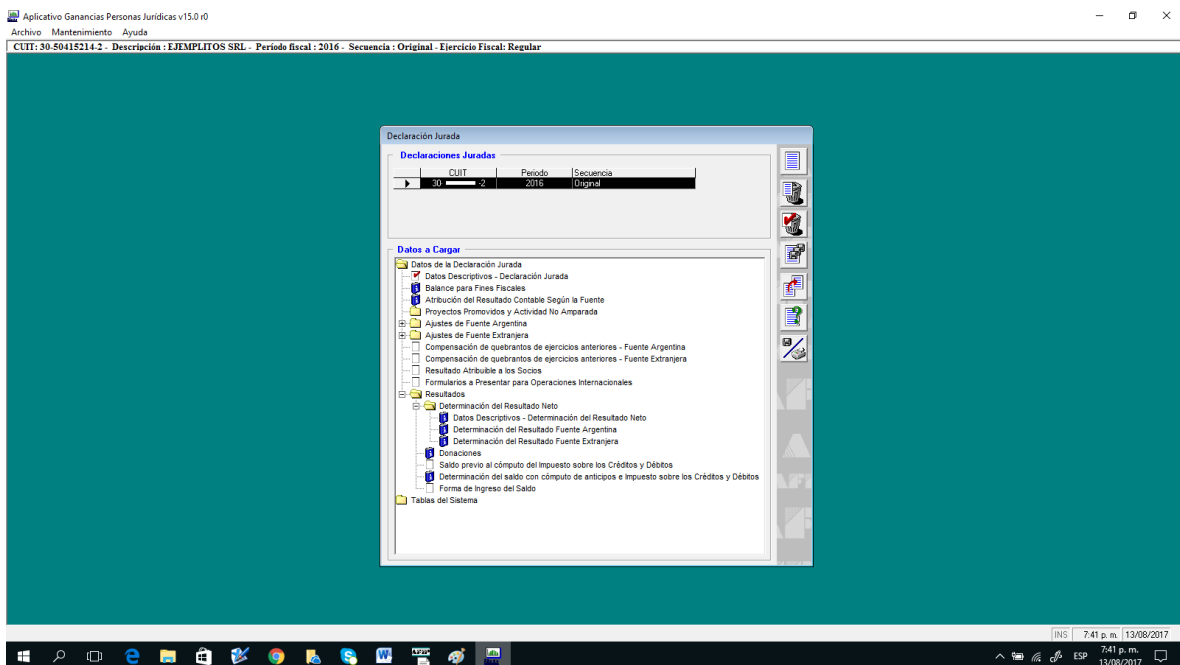 Aplicativo Ganancias Personas Jurídicas v15.0 r0
Archivo Mantenimiento Ayuda
CUIT: 30-50415214-2 - Descripción : EJEMPLITOS SRL - Período fiscal : 2016 - Secuencia : Original - Ejercicio Fiscal: Regular
Declaración Jurada
Declaraciones Juradas
CUIT Periodo Secuencia
30- -2 2016 Original
Datos a Cargar
Datos de la Declaración Jurada
Datos Descriptivos - Declaración Jurada
Balance para Fines Fiscales
Atribución del Resultado Contable Según la Fuente
Proyectos Promovidos y Actividad No Amparada
Ajustes de Fuente Argentina
Ajustes de Fuente Extranjera
Compensación de quebrantos de ejercicios anteriores - Fuente Argentina
Compensación de quebrantos de ejercicios anteriores - Fuente Extranjera
Resultado Atribuible a los Socios
Formularios a Presentar para Operaciones Internacionales
Resultados
Determinación del Resultado Neto
Datos Descriptivos - Determinación del Resultado Neto
Determinación del Resultado Fuente Argentina
Determinación del Resultado Fuente Extranjera
Donaciones
Saldo previo al cómputo del Impuesto sobre los Créditos y Débitos
Determinación del saldo con cómputo de anticipos e Impuesto sobre los Créditos y Débitos
Forma de Ingreso del Saldo
Tablas del Sistema
INS 7:41 p. m. 13/08/2017
ESP 7:41 p. m.
13/08/2017